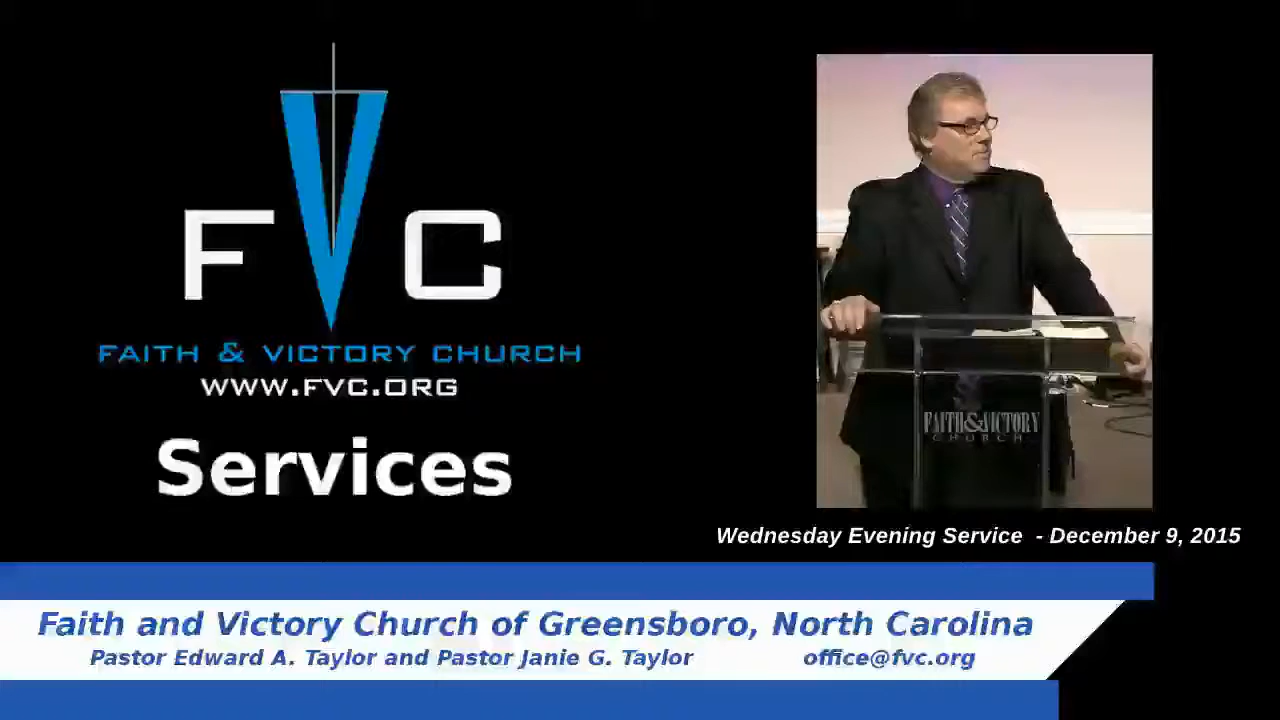 F V C
FAITH & VICTORY CHURCH
WWW.FVC.ORG
Services
FAITH&VICTORY
CHURCH
Wednesday Evening Service - December 9, 2015
Faith and Victory Church of Greensboro, North Carolina
Pastor Edward A. Taylor and Pastor Janie G. Taylor office@fvc.org